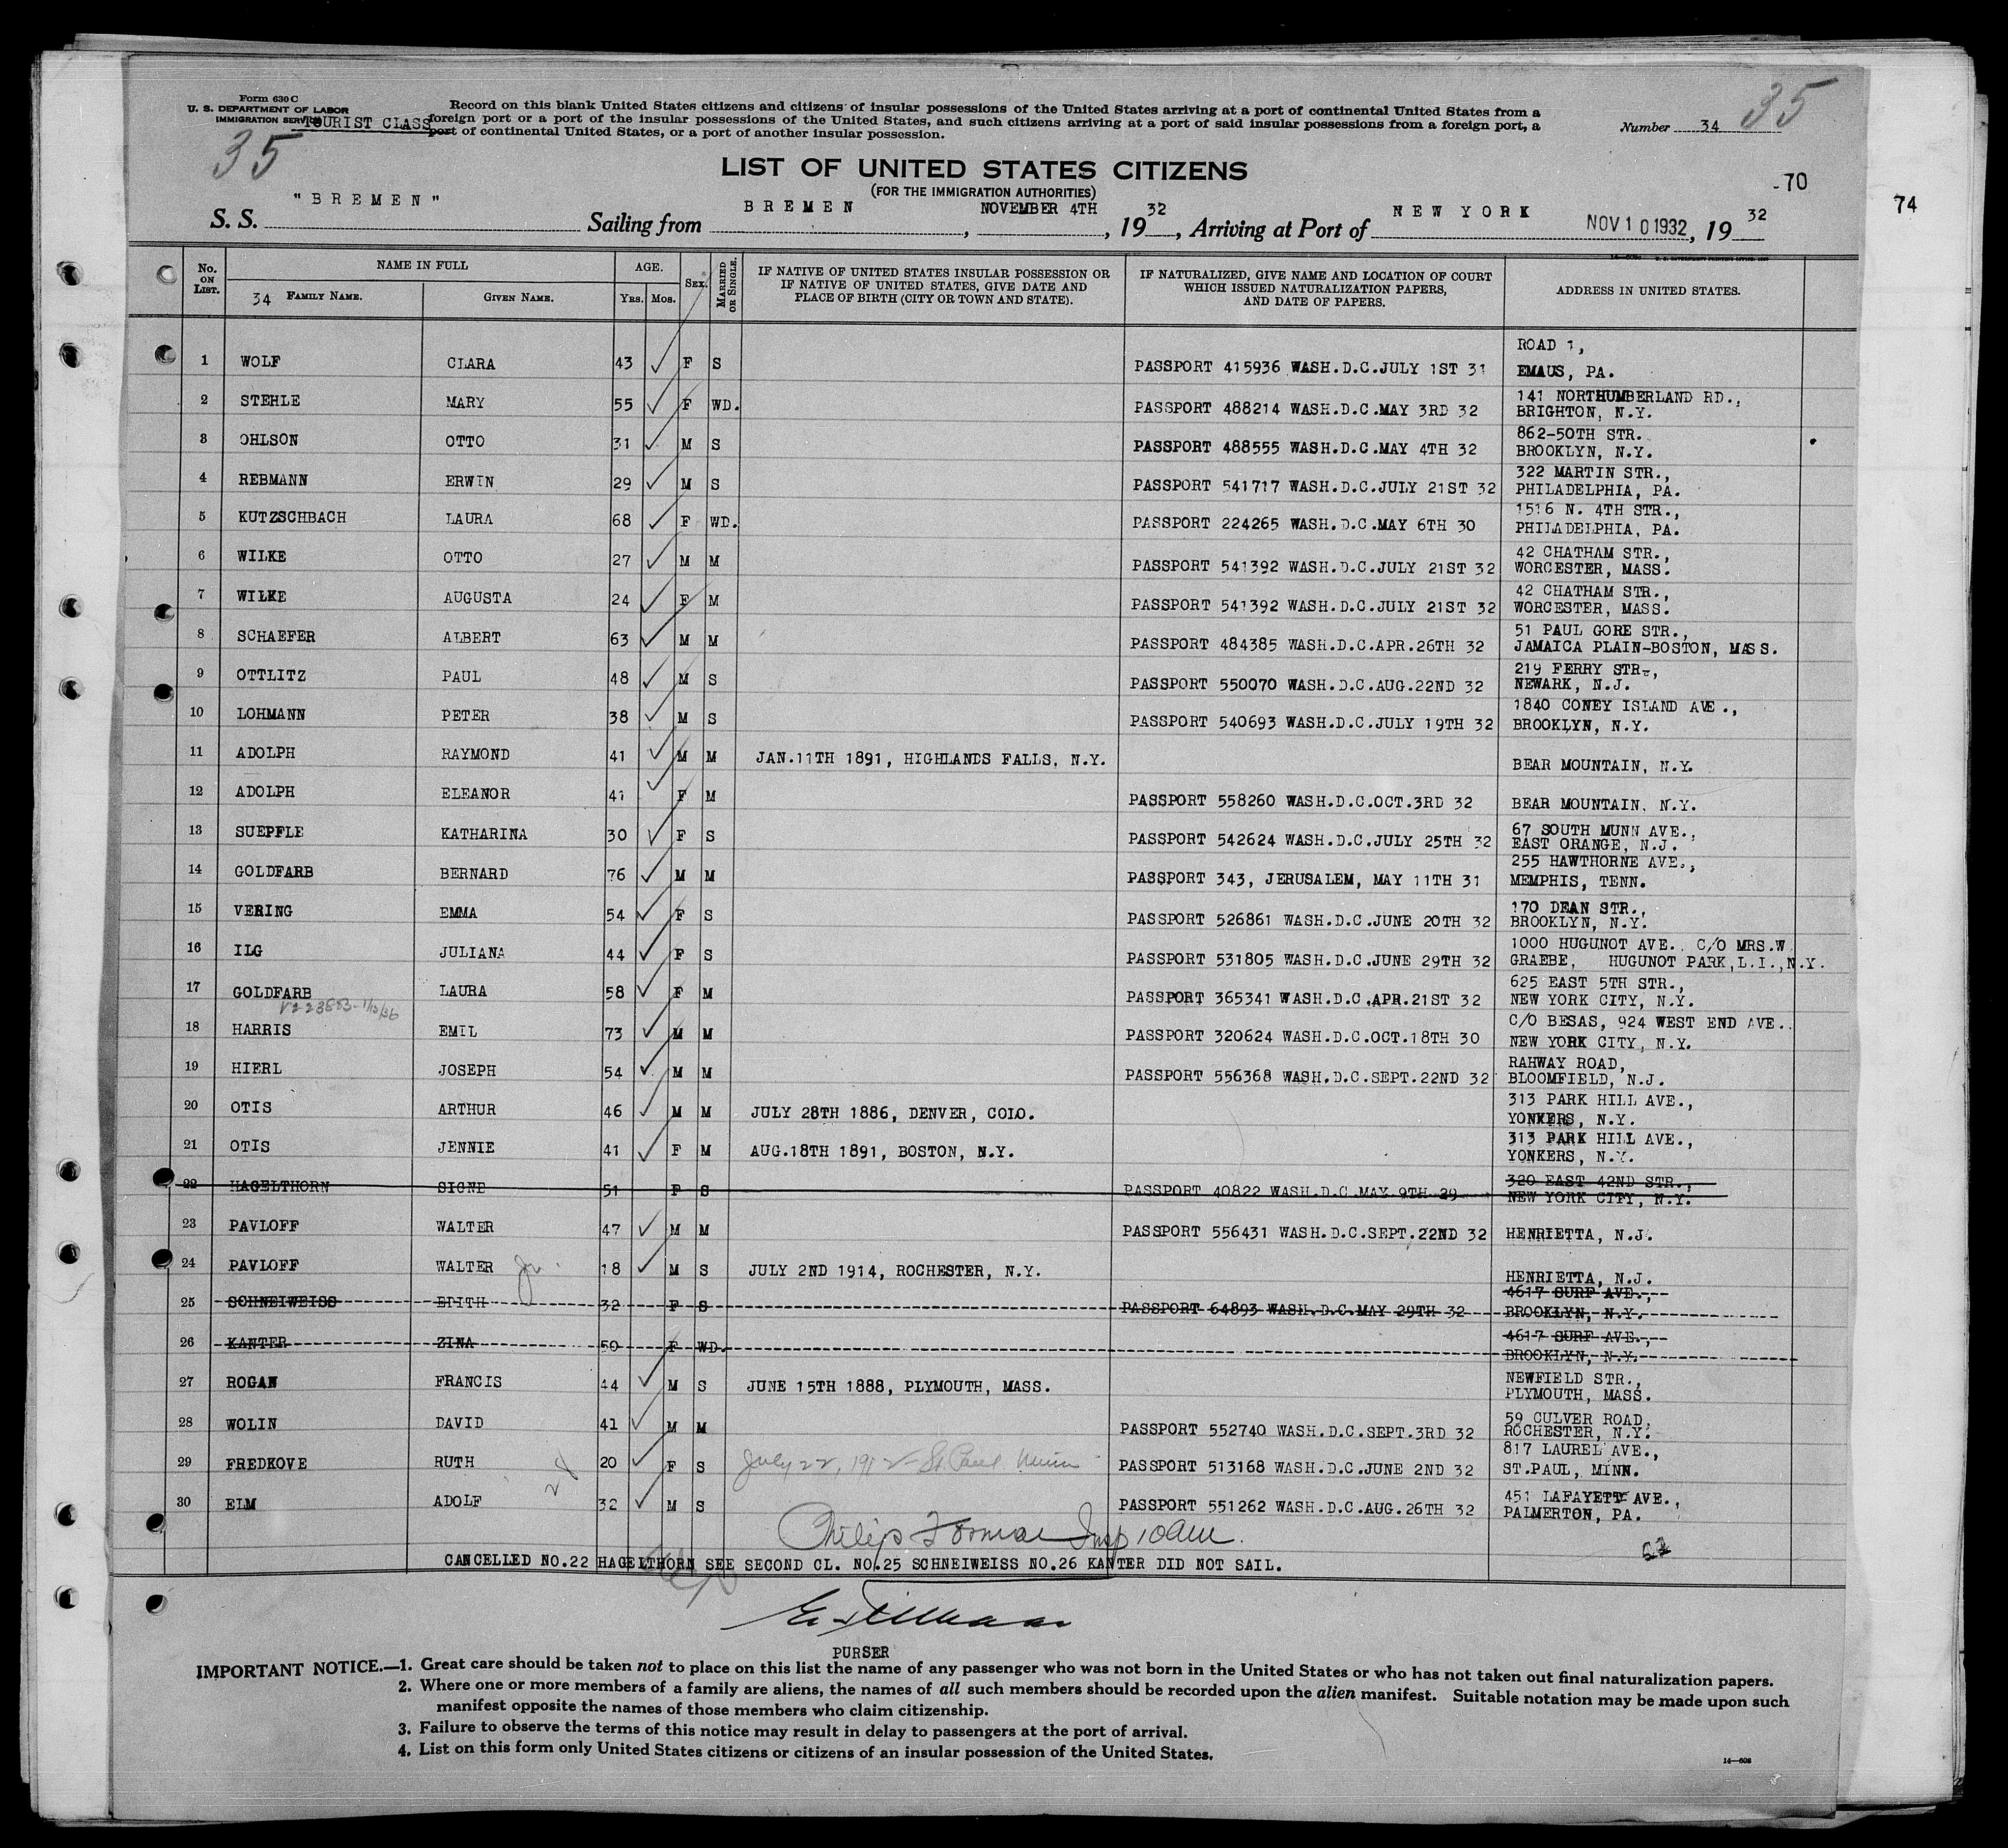 Form 630 C
U. S. DEPARTMENT OF LABOR
IMMIGRATION SERVICE
TOURIST CLASS
Record on this blank United States citizens and citizens of insular possessions of the United States arriving at a port of continental United States from a
foreign port or a port of the insular possessions of the United States, and such citizens arriving at a port of said insular possessions from a foreign port, a
port of continental United States, or a port of another insular possession.
Number 34
35
35
LIST OF UNITED STATES CITIZENS
(FOR THE IMMIGRATION AUTHORITIES)
-70
74
S. S. "BREMEN" Sailing from BREMEN, NOVEMBER 4TH, 1932, Arriving at Port of NEW YORK NOV 10 1932, 1932
No. ON LIST. NAME IN FULL AGE. SEX. MARRIED OR SINGLE. IF NATIVE OF UNITED STATES INSULAR POSSESSION OR IF NATIVE OF UNITED STATES, GIVE DATE AND PLACE OF BIRTH (CITY OR TOWN AND STATE). IF NATURALIZED, GIVE NAME AND LOCATION OF COURT WHICH ISSUED NATURALIZATION PAPERS, AND DATE OF PAPERS. ADDRESS IN UNITED STATES.
34 FAMILY NAME. GIVEN NAME. YRS. MOS.
1 WOLF CLARA 43 F S PASSPORT 415936 WASH.D.C.JULY 1ST 31 ROAD 1, EMAUS, PA.
2 STEHLE MARY 55 F WD. PASSPORT 488214 WASH.D.C.MAY 3RD 32 141 NORTHUMBERLAND RD., BRIGHTON, N.Y.
3 OHLSON OTTO 31 M S PASSPORT 488555 WASH.D.C.MAY 4TH 32 862-50TH STR. BROOKLYN, N.Y.
4 REBMANN ERWIN 29 M S PASSPORT 541717 WASH.D.C.JULY 21ST 32 322 MARTIN STR., PHILADELPHIA, PA.
5 KUTZSCHBACH LAURA 68 F WD. PASSPORT 224265 WASH.D.C.MAY 6TH 30 1516 N. 4TH STR., PHILADELPHIA, PA.
6 WILKE OTTO 27 M M PASSPORT 541392 WASH.D.C.JULY 21ST 32 42 CHATHAM STR., WORCESTER, MASS.
7 WILKE AUGUSTA 24 F M PASSPORT 541392 WASH.D.C.JULY 21ST 32 42 CHATHAM STR., WORCESTER, MASS.
8 SCHAEFER ALBERT 63 M M PASSPORT 484385 WASH.D.C.APR.26TH 32 51 PAUL GORE STR., JAMAICA PLAIN-BOSTON, MASS.
9 OTTLITZ PAUL 48 M S PASSPORT 550070 WASH.D.C.AUG.22ND 32 219 FERRY STR., NEWARK, N.J.
10 LOHMANN PETER 38 M S PASSPORT 540693 WASH.D.C.JULY 19TH 32 1840 CONEY ISLAND AVE., BROOKLYN, N.Y.
11 ADOLPH RAYMOND 41 M M JAN.11TH 1891, HIGHLANDS FALLS, N.Y. BEAR MOUNTAIN, N.Y.
12 ADOLPH ELEANOR 41 F M PASSPORT 558260 WASH.D.C.OCT.3RD 32 BEAR MOUNTAIN, N.Y.
13 SUEPFLE KATHARINA 30 F S PASSPORT 542624 WASH.D.C.JULY 25TH 32 67 SOUTH MUNN AVE., EAST ORANGE, N.J.
14 GOLDFARB BERNARD 76 M M PASSPORT 343, JERUSALEM, MAY 11TH 31 255 HAWTHORNE AVE., MEMPHIS, TENN.
15 VERING EMMA 54 F S PASSPORT 526861 WASH.D.C.JUNE 20TH 32 170 DEAN STR., BROOKLYN, N.Y.
16 ILG JULIANA 44 F S PASSPORT 531805 WASH.D.C.JUNE 29TH 32 1000 HUGUNOT AVE. C/O MRS.W. GRAEBE, HUGUNOT PARK,L.I.,N.Y.
17 GOLDFARB LAURA 58 F M PASSPORT 365341 WASH.D.C.APR.21ST 32 625 EAST 5TH STR., NEW YORK CITY, N.Y.
18 HARRIS EMIL 73 M M PASSPORT 320624 WASH.D.C.OCT.18TH 30 C/O BESAS, 924 WEST END AVE. NEW YORK CITY, N.Y.
19 HIERL JOSEPH 54 M M PASSPORT 556368 WASH.D.C.SEPT.22ND 32 RAHWAY ROAD, BLOOMFIELD, N.J.
20 OTIS ARTHUR 46 M M JULY 28TH 1886, DENVER, COLO. 313 PARK HILL AVE., YONKERS, N.Y.
21 OTIS JENNIE 41 F M AUG.18TH 1891, BOSTON, N.Y. 313 PARK HILL AVE., YONKERS, N.Y.
22 HAGELTHORN SIGNE 51 F S PASSPORT 40822 WASH.D.C.MAY 9TH 29 320 EAST 42ND STR., NEW YORK CITY, N.Y.
23 PAVLOFF WALTER 47 M M PASSPORT 556431 WASH.D.C.SEPT.22ND 32 HENRIETTA, N.J.
24 PAVLOFF WALTER Jr. 18 M S JULY 2ND 1914, ROCHESTER, N.Y. HENRIETTA, N.J.
25 SCHNEIWEISS EDITH 32 F S PASSPORT 64893 WASH.D.C.MAY 29TH 32 4617 SURF AVE., BROOKLYN, N.Y.
26 KANTER ZINA 50 F WD. 4617 SURF AVE., BROOKLYN, N.Y.
27 ROGAN FRANCIS 44 M S JUNE 15TH 1888, PLYMOUTH, MASS. NEWFIELD STR., PLYMOUTH, MASS.
28 WOLIN DAVID 41 M M PASSPORT 552740 WASH.D.C.SEPT.3RD 32 59 CULVER ROAD, ROCHESTER, N.Y.
29 FREDKOVE RUTH 20 F S July 22, 1912 St. Paul Minn PASSPORT 513168 WASH.D.C.JUNE 2ND 32 817 LAUREL AVE., ST.PAUL, MINN.
30 ELM ADOLF 32 M S PASSPORT 551262 WASH.D.C.AUG.26TH 32 451 LAFAYETT AVE., PALMERTON, PA.
Philip Forman Insp 10am.
CANCELLED NO.22 HAGELTHORN SEE SECOND CL. NO.25 SCHNEIWEISS NO.26 KANTER DID NOT SAIL.
PURSER
IMPORTANT NOTICE.—1. Great care should be taken not to place on this list the name of any passenger who was not born in the United States or who has not taken out final naturalization papers.
2. Where one or more members of a family are aliens, the names of all such members should be recorded upon the alien manifest. Suitable notation may be made upon such
manifest opposite the names of those members who claim citizenship.
3. Failure to observe the terms of this notice may result in delay to passengers at the port of arrival.
4. List on this form only United States citizens or citizens of an insular possession of the United States.
14—608